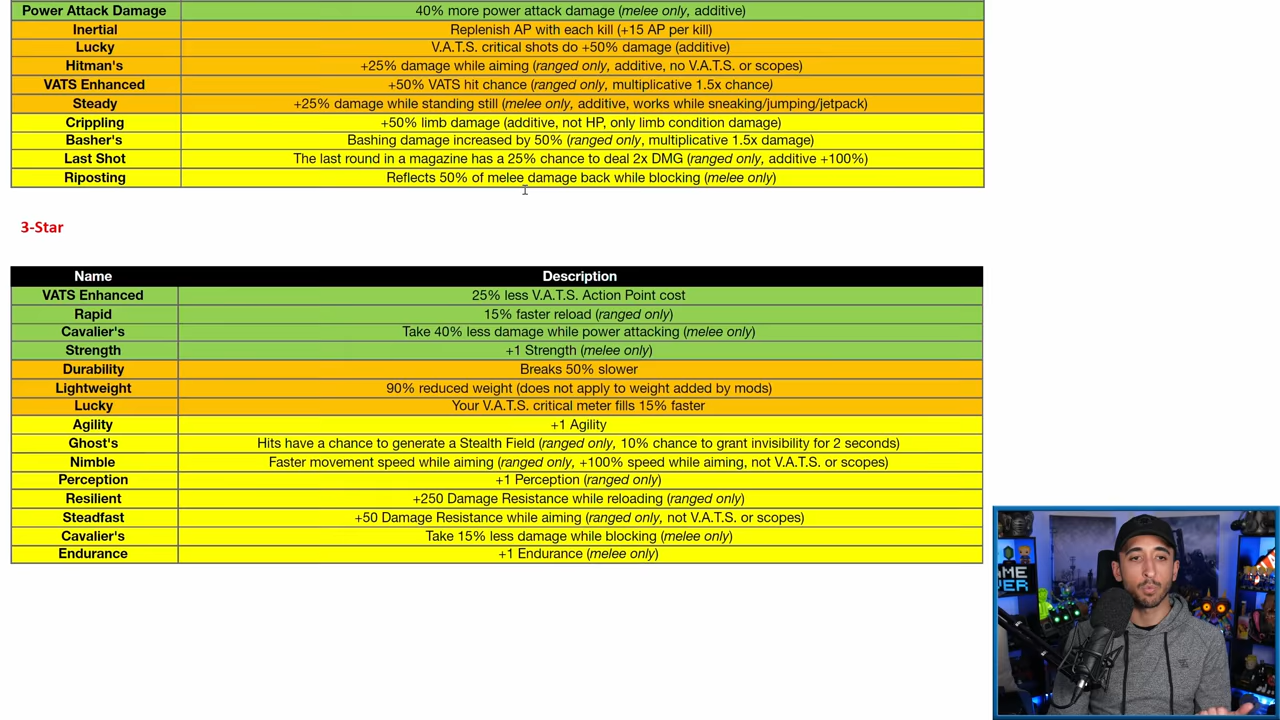 Power Attack Damage 40% more power attack damage (melee only, additive)
Inertial Replenish AP with each kill (+15 AP per kill)
Lucky V.A.T.S. critical shots do +50% damage (additive)
Hitman's +25% damage while aiming (ranged only, additive, no V.A.T.S. or scopes)
VATS Enhanced +50% VATS hit chance (ranged only, multiplicative 1.5x chance)
Steady +25% damage while standing still (melee only, additive, works while sneaking/jumping/jetpack)
Crippling +50% limb damage (additive, not HP, only limb condition damage)
Basher's Bashing damage increased by 50% (ranged only, multiplicative 1.5x damage)
Last Shot The last round in a magazine has a 25% chance to deal 2x DMG (ranged only, additive +100%)
Riposting Reflects 50% of melee damage back while blocking (melee only)
3-Star
Name Description
VATS Enhanced 25% less V.A.T.S. Action Point cost
Rapid 15% faster reload (ranged only)
Cavalier's Take 40% less damage while power attacking (melee only)
Strength +1 Strength (melee only)
Durability Breaks 50% slower
Lightweight 90% reduced weight (does not apply to weight added by mods)
Lucky Your V.A.T.S. critical meter fills 15% faster
Agility +1 Agility
Ghost's Hits have a chance to generate a Stealth Field (ranged only, 10% chance to grant invisibility for 2 seconds)
Nimble Faster movement speed while aiming (ranged only, +100% speed while aiming, not V.A.T.S. or scopes)
Perception +1 Perception (ranged only)
Resilient +250 Damage Resistance while reloading (ranged only)
Steadfast +50 Damage Resistance while aiming (ranged only, not V.A.T.S. or scopes)
Cavalier's Take 15% less damage while blocking (melee only)
Endurance +1 Endurance (melee only)